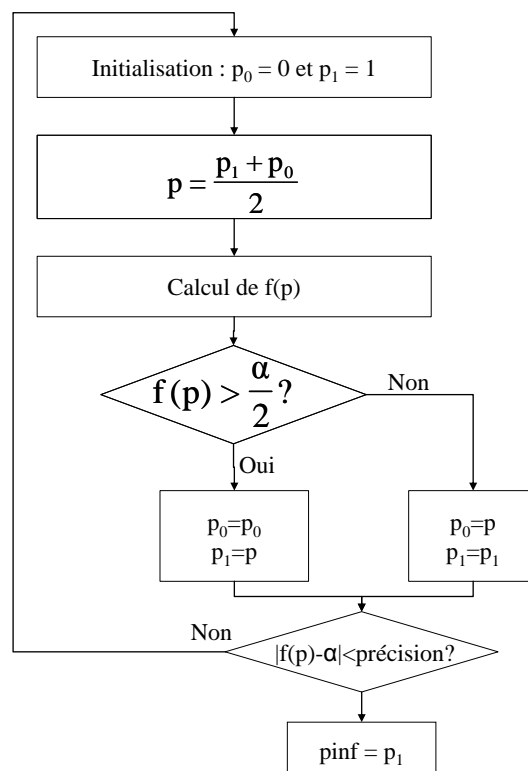 Initialisation : p₀ = 0 et p₁ = 1
p = (p₁ + p₀)/2
Calcul de f(p)
f(p) > α/2 ?
Non
Oui
p₀=p₀
p₁=p
p₀=p
p₁=p₁
Non
|f(p)-α|<précision?
pinf = p₁